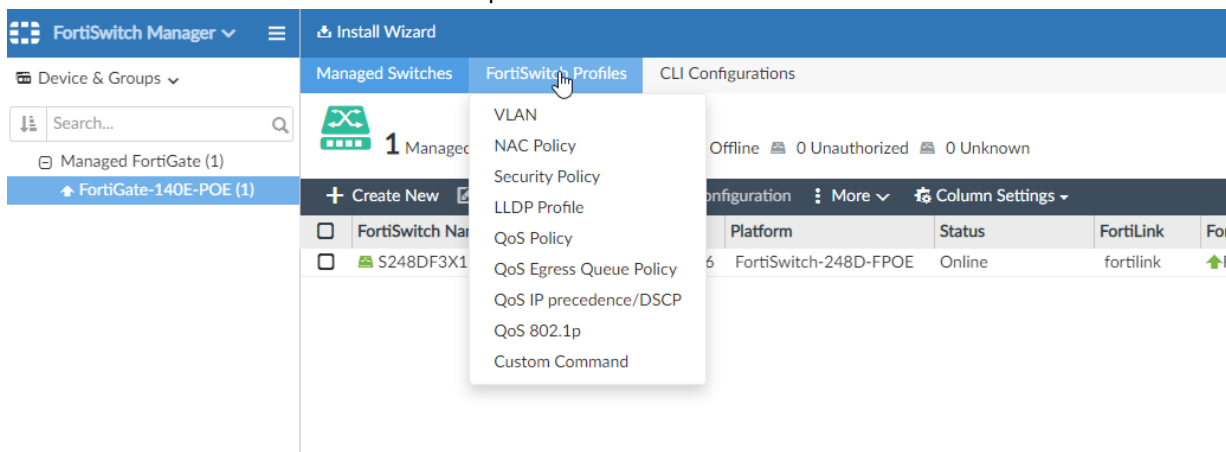 FortiSwitch Manager
Install Wizard
Device & Groups
Managed Switches FortiSwitch Profiles CLI Configurations
Search...
VLAN
1 Managed Offline 0 Unauthorized 0 Unknown
NAC Policy
Managed FortiGate (1)
Security Policy
FortiGate-140E-POE (1)
+ Create New onfiguration More Column Settings
LLDP Profile
FortiSwitch Nar Platform Status FortiLink For
QoS Policy
S248DF3X1 6 FortiSwitch-248D-FPOE Online fortilink
QoS Egress Queue Policy
QoS IP precedence/DSCP
QoS 802.1p
Custom Command